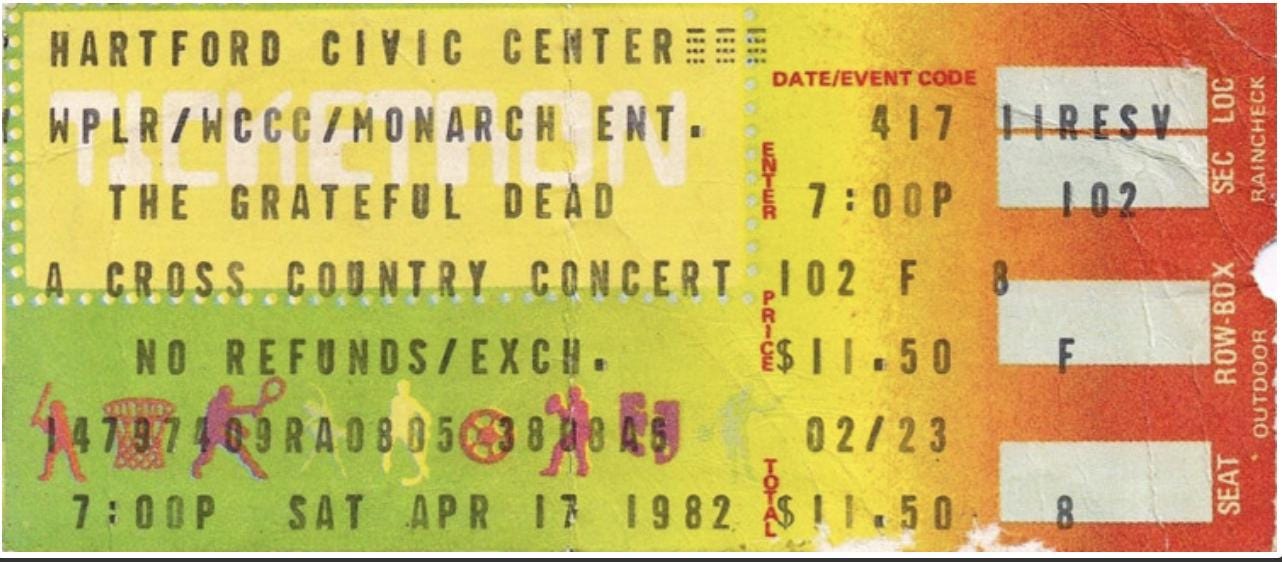 HARTFORD CIVIC CENTER
TICKETRON
DATE/EVENT CODE
WPLR/WCCC/MONARCH ENT. 417 11RESV
LOC
ENTER
THE GRATEFUL DEAD 7:00P 102
SEC
RAINCHECK
A CROSS COUNTRY CONCERT 102 F 8
PRICE
NO REFUNDS/EXCH. $11.50 F
ROW-BOX
OUTDOOR
02/23
TOTAL
7:00P SAT APR 17 1982 $11.50 8
SEAT